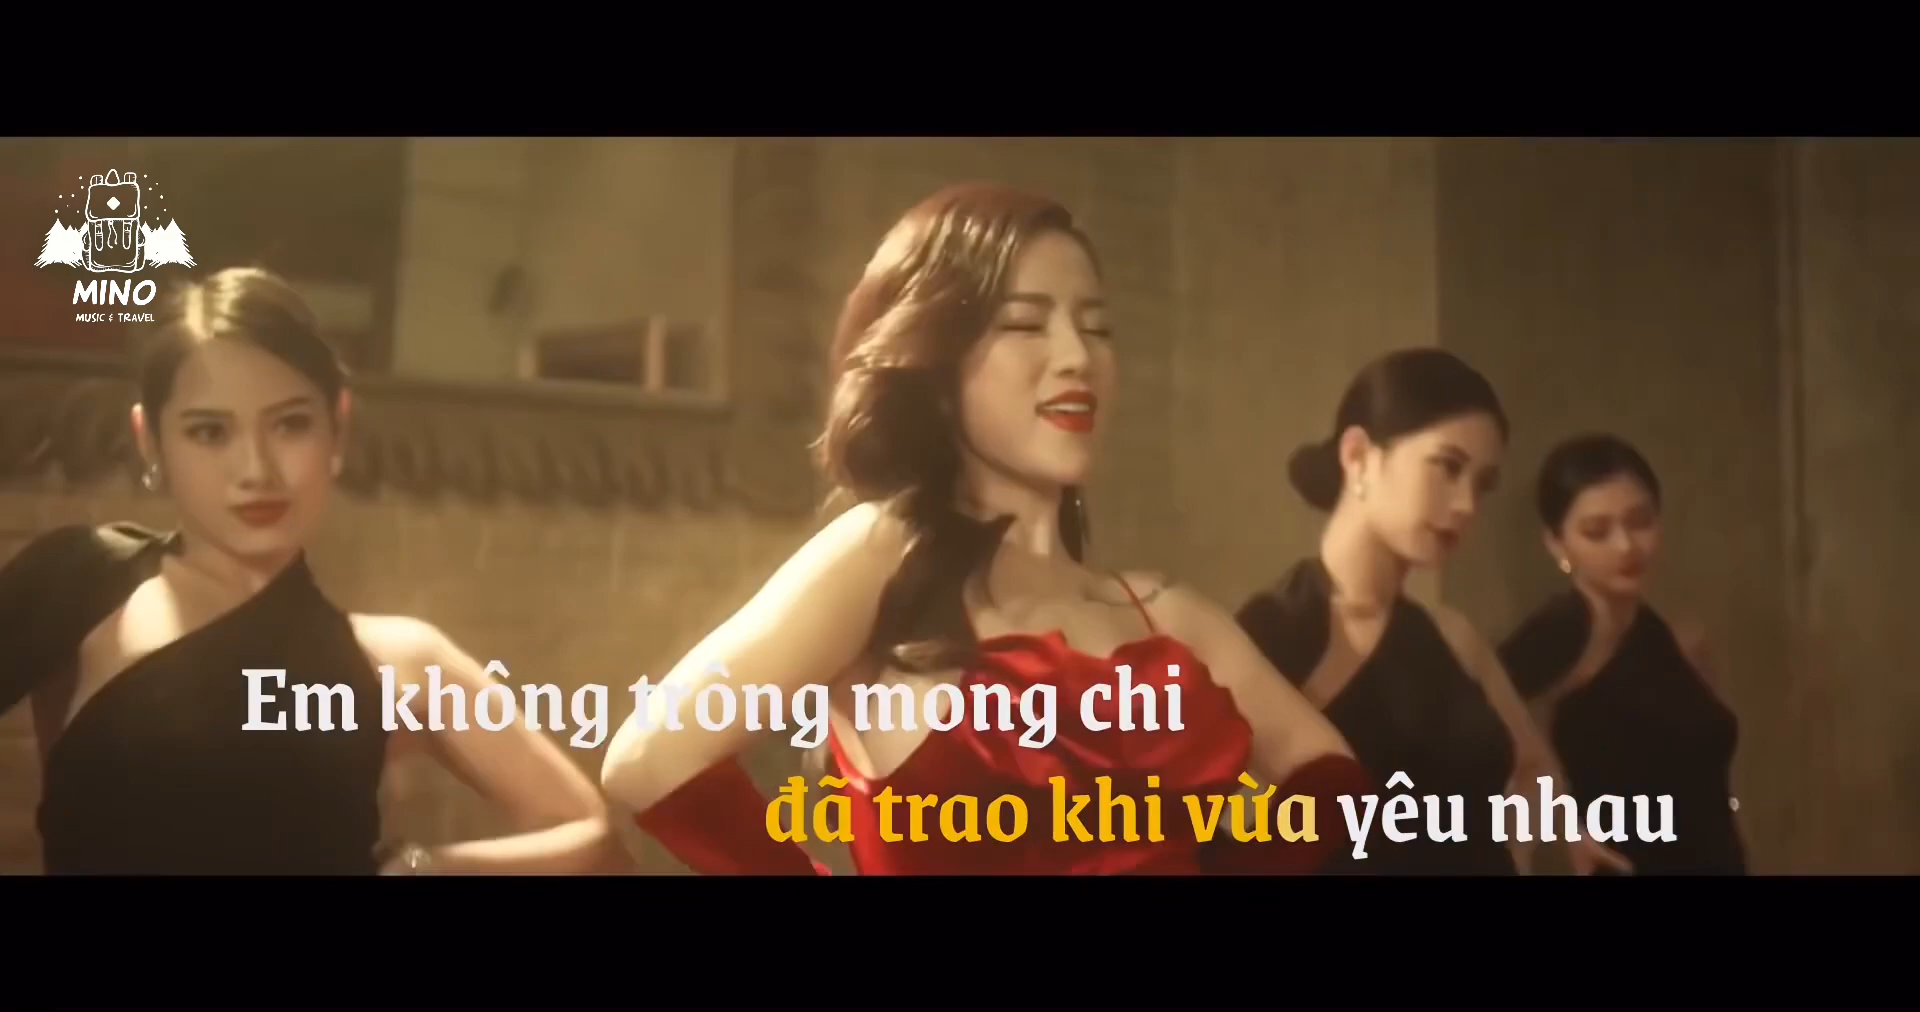 MINO
MUSIC & TRAVEL
Em không trông mong chi
đã trao khi vừa yêu nhau